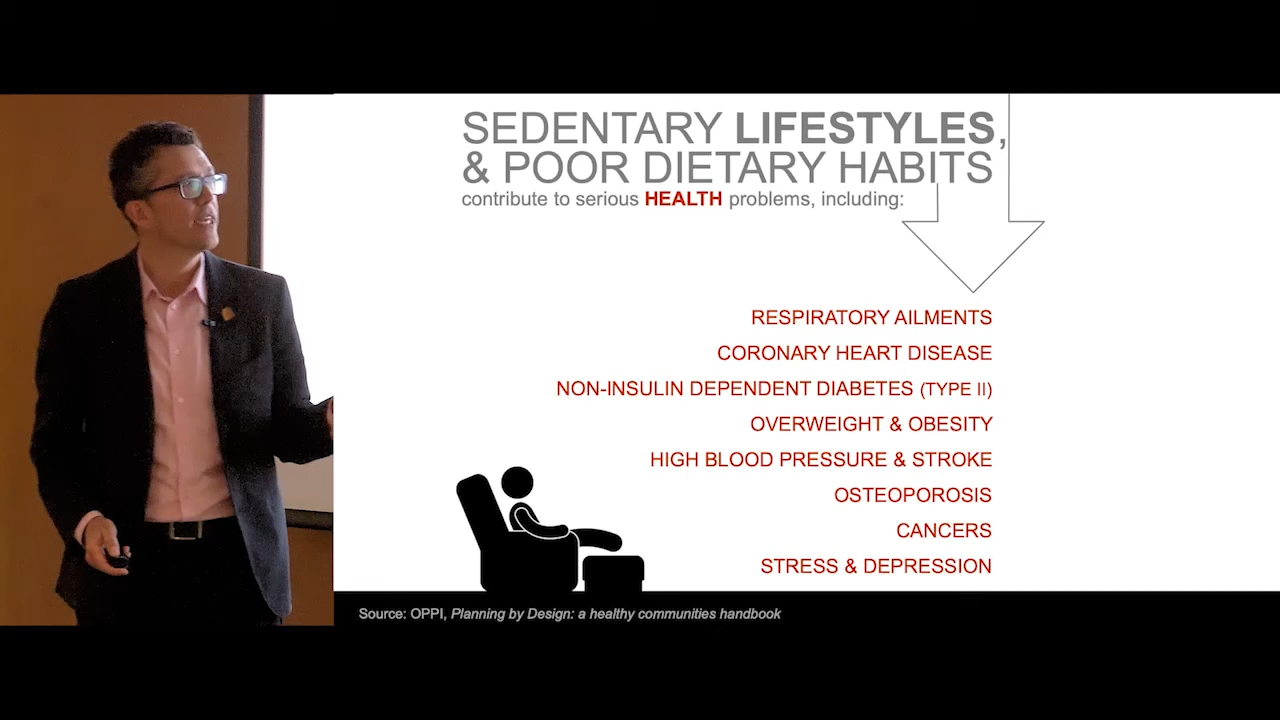 SEDENTARY LIFESTYLES,
& POOR DIETARY HABITS
contribute to serious HEALTH problems, including:
RESPIRATORY AILMENTS
CORONARY HEART DISEASE
NON-INSULIN DEPENDENT DIABETES (TYPE II)
OVERWEIGHT & OBESITY
HIGH BLOOD PRESSURE & STROKE
OSTEOPOROSIS
CANCERS
STRESS & DEPRESSION
Source: OPPI, Planning by Design: a healthy communities handbook